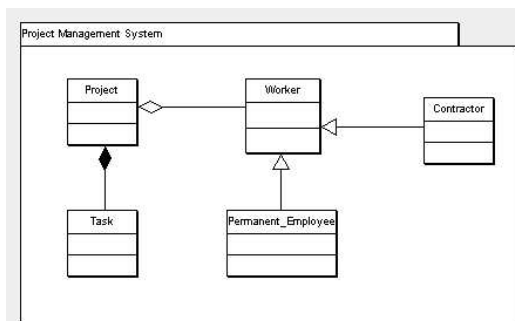 Project Management System
Project
Worker
Contractor
Task
Permanent_Employee